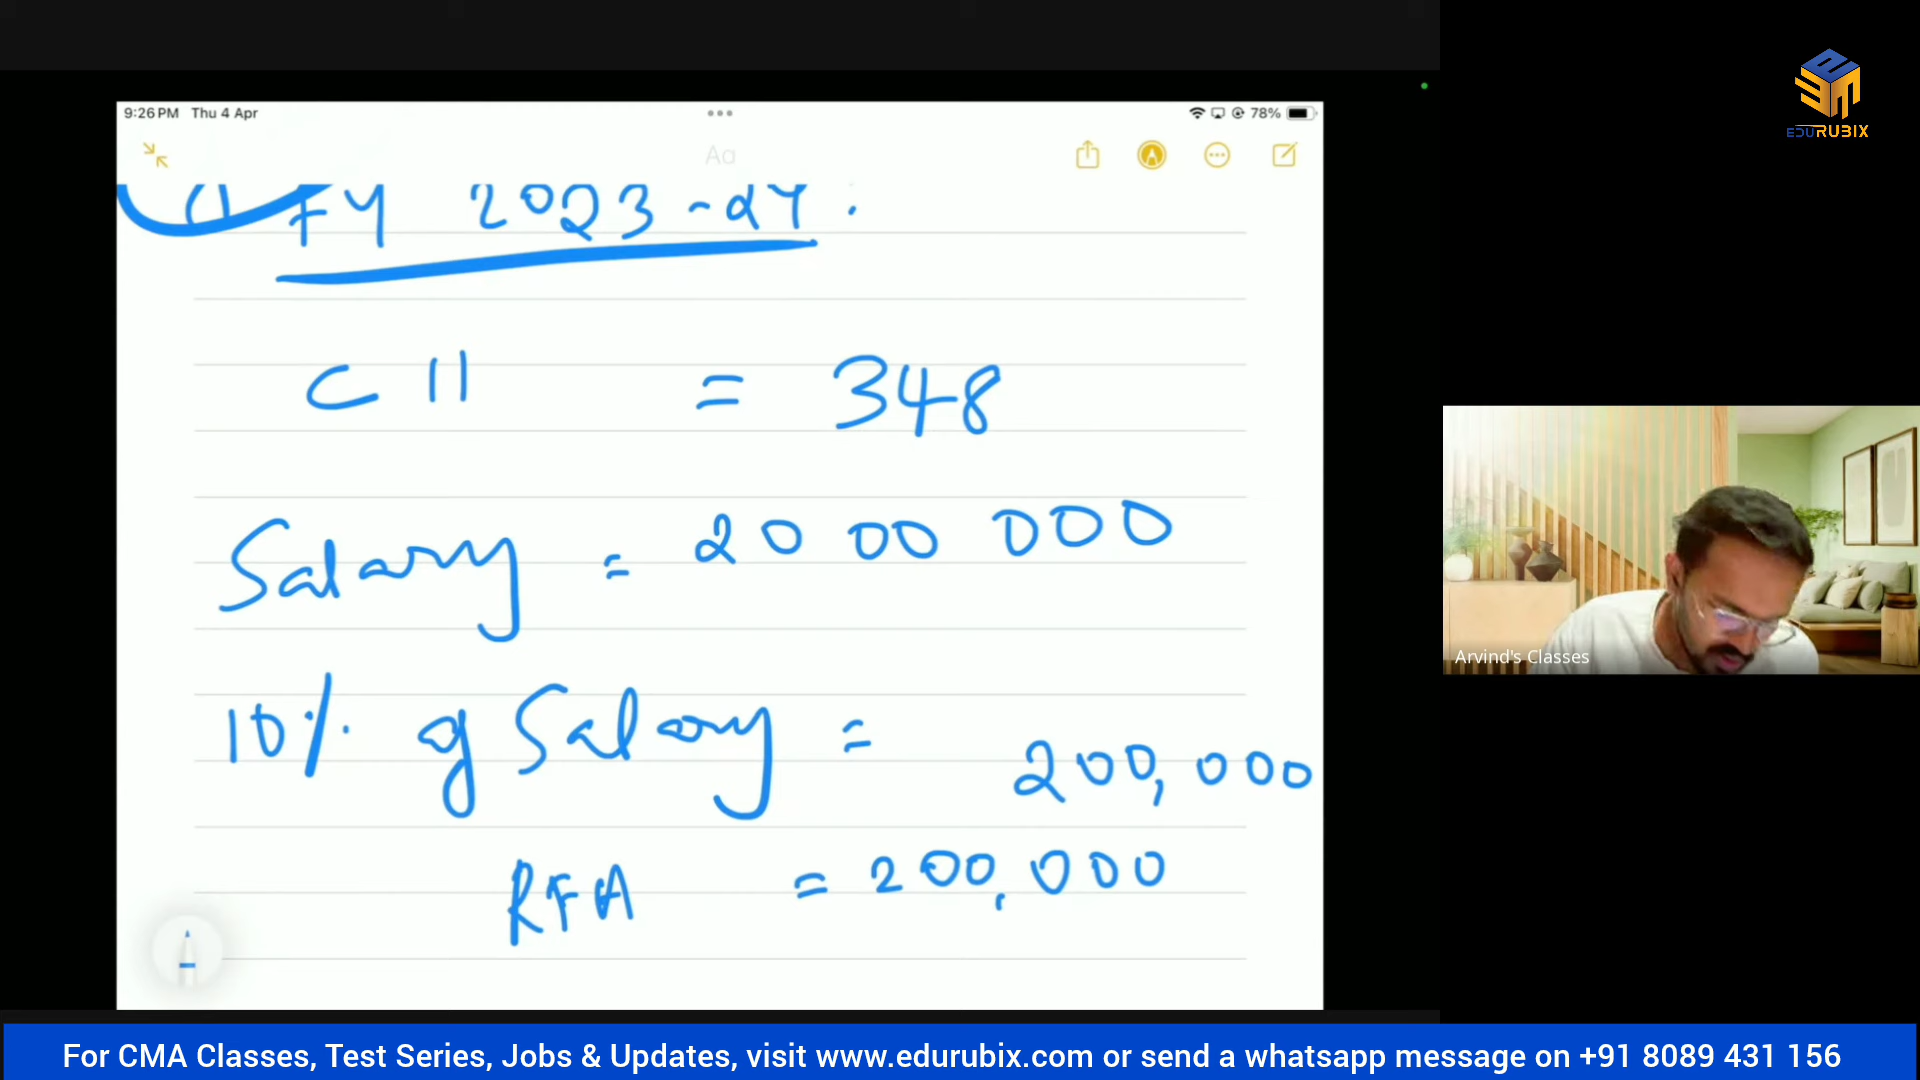 9:26 PM Thu 4 Apr
78%
Aa
FY 2023-24:
CII = 348
Salary = 20 00 000
10% of Salary = 200,000
RFA = 200,000
EDURUBIX
Arvind's Classes
For CMA Classes, Test Series, Jobs & Updates, visit www.edurubix.com or send a whatsapp message on +91 8089 431 156